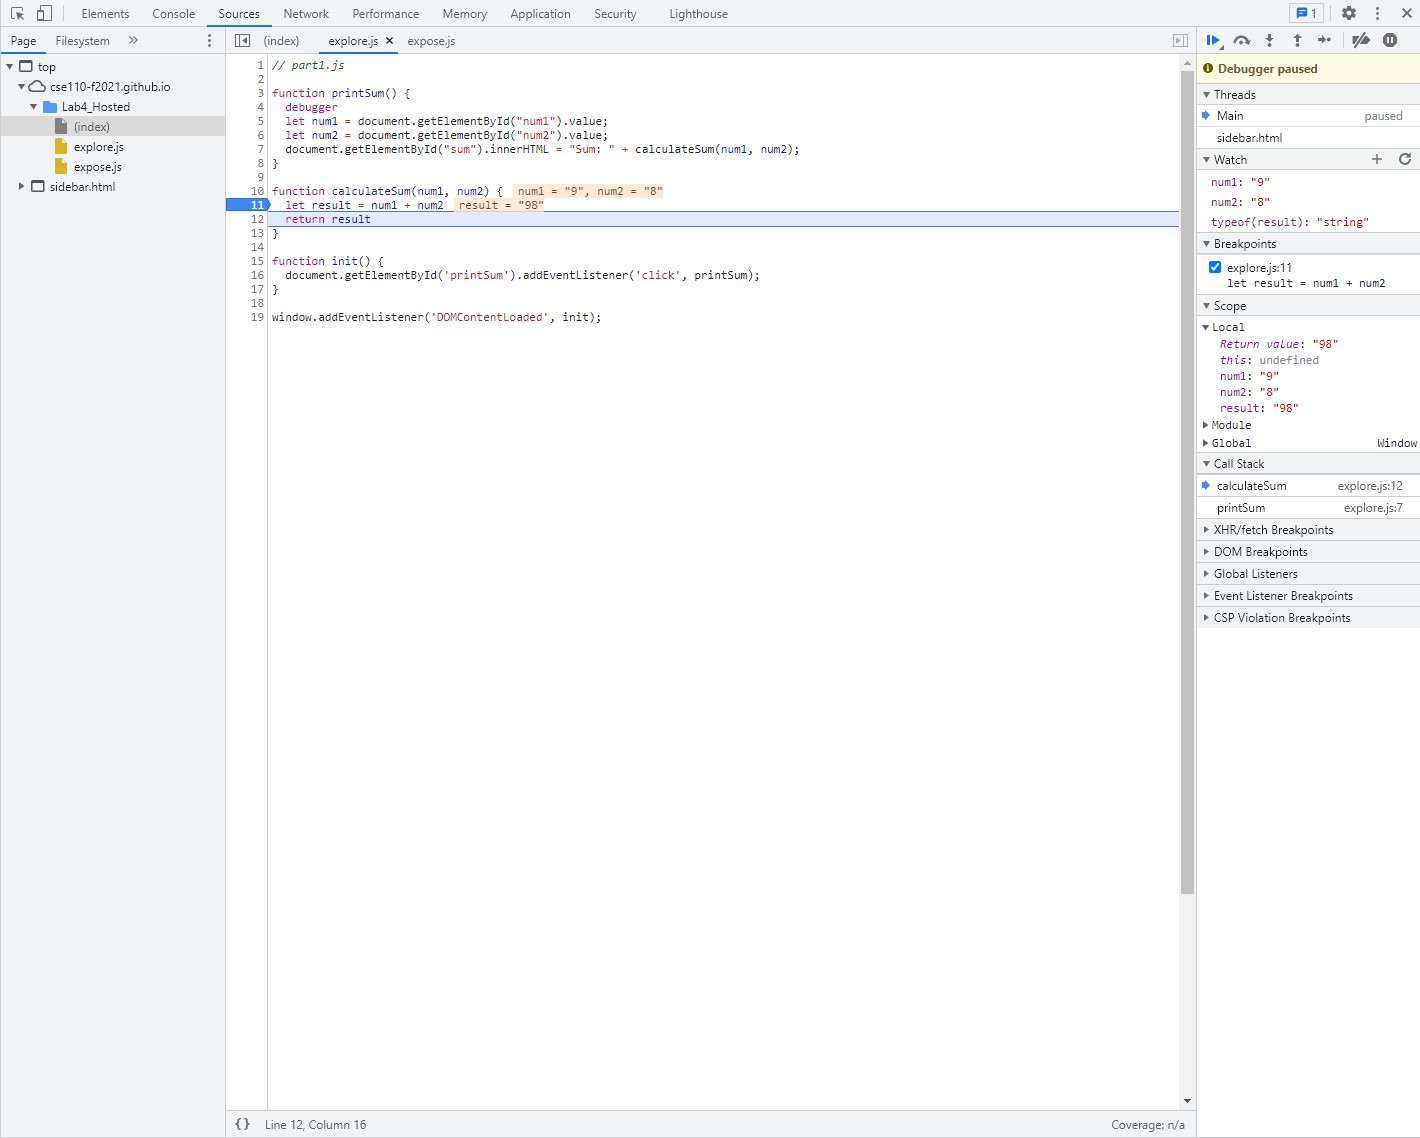 Elements Console Sources Network Performance Memory Application Security Lighthouse 1
Page Filesystem
(index) explore.js expose.js
top
cse110-f2021.github.io
Lab4_Hosted
(index)
explore.js
expose.js
sidebar.html
1 // part1.js
2
3 function printSum() {
4 debugger
5 let num1 = document.getElementById("num1").value;
6 let num2 = document.getElementById("num2").value;
7 document.getElementById("sum").innerHTML = "Sum: " + calculateSum(num1, num2);
8 }
9
10 function calculateSum(num1, num2) { num1 = "9", num2 = "8"
11 let result = num1 + num2 result = "98"
12 return result
13 }
14
15 function init() {
16 document.getElementById('printSum').addEventListener('click', printSum);
17 }
18
19 window.addEventListener('DOMContentLoaded', init);
{} Line 12, Column 16
Coverage: n/a
Debugger paused
Threads
Main paused
sidebar.html
Watch
num1: "9"
num2: "8"
typeof(result): "string"
Breakpoints
explore.js:11
let result = num1 + num2
Scope
Local
Return value: "98"
this: undefined
num1: "9"
num2: "8"
result: "98"
Module
Global Window
Call Stack
calculateSum explore.js:12
printSum explore.js:7
XHR/fetch Breakpoints
DOM Breakpoints
Global Listeners
Event Listener Breakpoints
CSP Violation Breakpoints